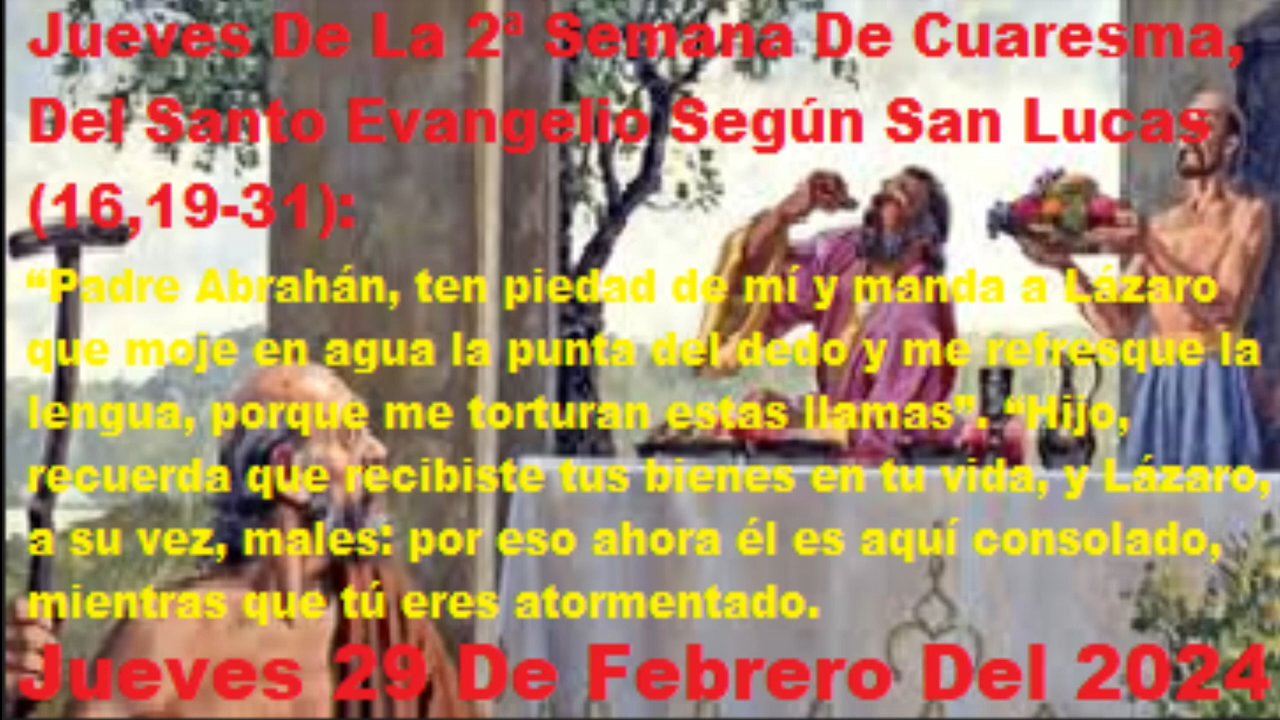 Jueves De La 2ª Semana De Cuaresma,
Del Santo Evangelio Según San Lucas
(16,19-31):
“Padre Abrahán, ten piedad de mí y manda a Lázaro
que moje en agua la punta del dedo y me refresque la
lengua, porque me torturan estas llamas”. “Hijo,
recuerda que recibiste tus bienes en tu vida, y Lázaro,
a su vez, males: por eso ahora él es aquí consolado,
mientras que tú eres atormentado.
Jueves 29 De Febrero Del 2024